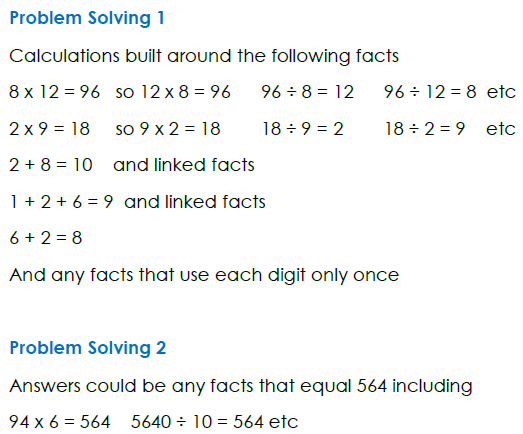 Problem Solving 1
Calculations built around the following facts
8 x 12 = 96 so 12 x 8 = 96 96 ÷ 8 = 12 96 ÷ 12 = 8 etc
2 x 9 = 18 so 9 x 2 = 18 18 ÷ 9 = 2 18 ÷ 2 = 9 etc
2 + 8 = 10 and linked facts
1 + 2 + 6 = 9 and linked facts
6 + 2 = 8
And any facts that use each digit only once
Problem Solving 2
Answers could be any facts that equal 564 including
94 x 6 = 564 5640 ÷ 10 = 564 etc